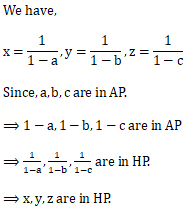 We have,
x = 1/(1 − a), y = 1/(1 − b), z = 1/(1 − c)
Since, a, b, c are in AP.
⟹ 1 − a, 1 − b, 1 − c are in AP
⟹ 1/(1−a), 1/(1−b), 1/(1−c) are in HP.
⟹ x, y, z are in HP.